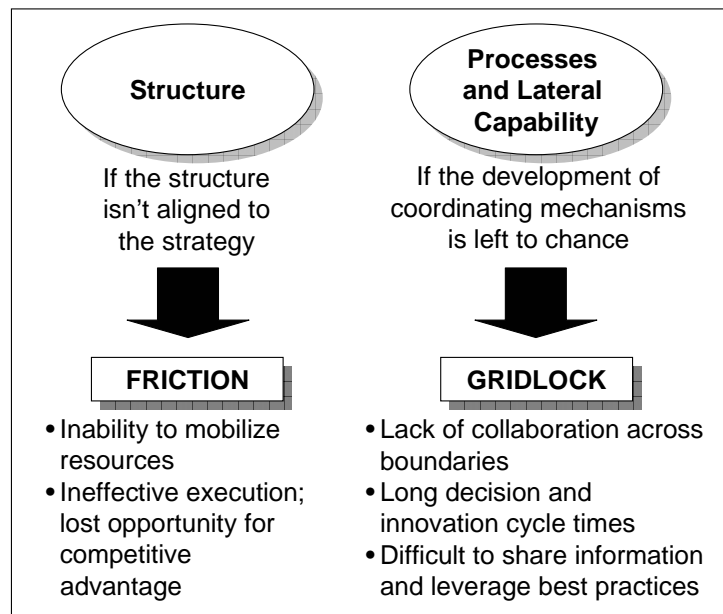 Structure
If the structure
isn't aligned to
the strategy
FRICTION
• Inability to mobilize
resources
• Ineffective execution;
lost opportunity for
competitive
advantage
Processes
and Lateral
Capability
If the development of
coordinating mechanisms
is left to chance
GRIDLOCK
• Lack of collaboration across
boundaries
• Long decision and
innovation cycle times
• Difficult to share information
and leverage best practices